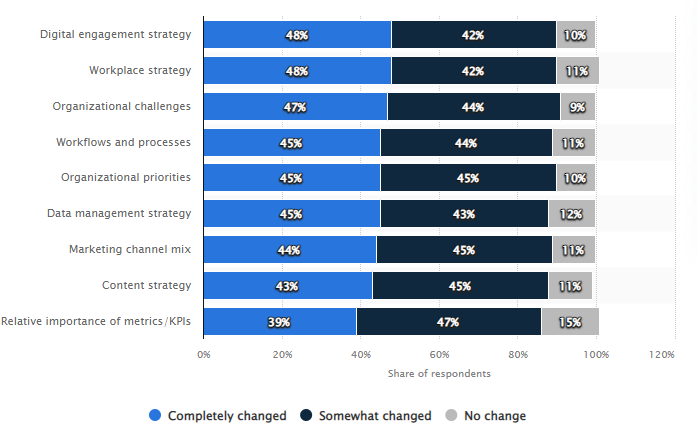 Digital engagement strategy 48% 42% 10%
Workplace strategy 48% 42% 11%
Organizational challenges 47% 44% 9%
Workflows and processes 45% 44% 11%
Organizational priorities 45% 45% 10%
Data management strategy 45% 43% 12%
Marketing channel mix 44% 45% 11%
Content strategy 43% 45% 11%
Relative importance of metrics/KPIs 39% 47% 15%
0% 20% 40% 60% 80% 100% 120%
Share of respondents
Completely changed Somewhat changed No change